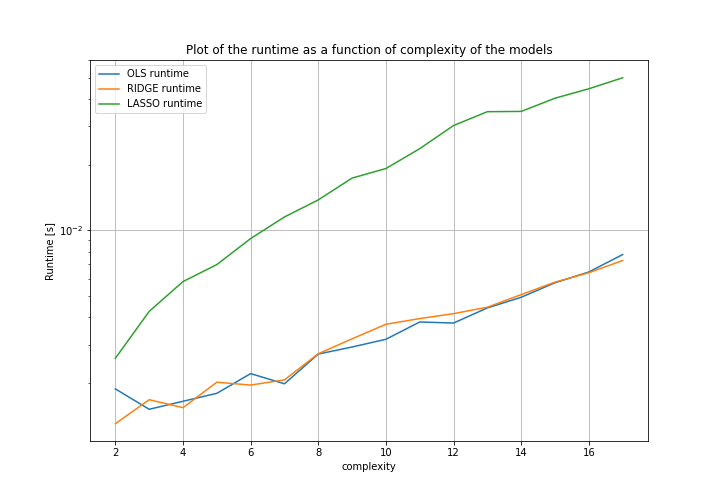 Plot of the runtime as a function of complexity of the models
OLS runtime
RIDGE runtime
LASSO runtime
Runtime [s]
10⁻²
2 4 6 8 10 12 14 16
complexity